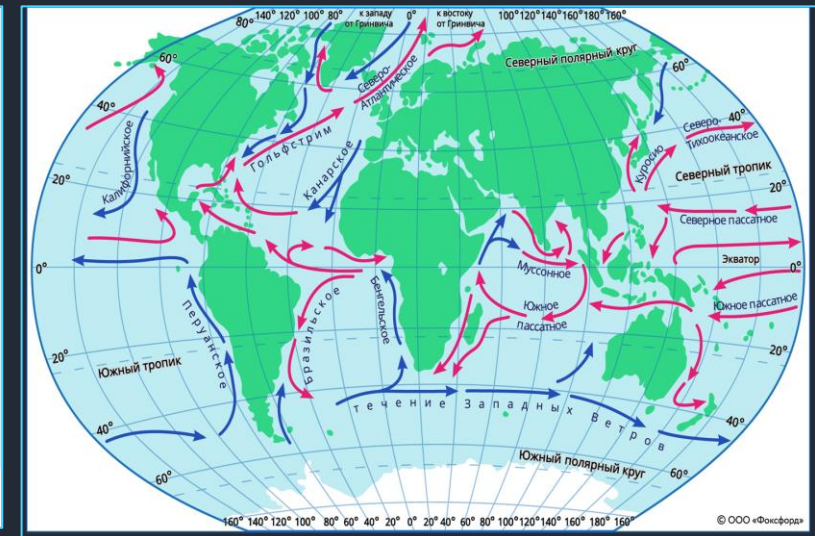 140° 120° 100° 80°
к западу
от Гринвича
0°
к востоку
от Гринвича
100°120°140°160°
80°
60°
Северный полярный круг
60°
Северо-
Атлантическое
40°
40°
Северо-
Тихоокеанское
Гольфстрим
Куросио
Калифорнийское
Канарское
Северный тропик
20°
20°
Северное пассатное
Экватор
0°
0°
Муссонное
Бенгельское
Южное
пассатное
Южное пассатное
Перуанское
Бразильское
20°
20°
Южный тропик
течение Западных Ветров
40°
40°
Южный полярный круг
60°
60°
160° 140° 120° 100° 80° 60° 40° 20° 0° 20° 40° 60° 80° 100° 120° 140° 160°
© ООО «Фоксфорд»